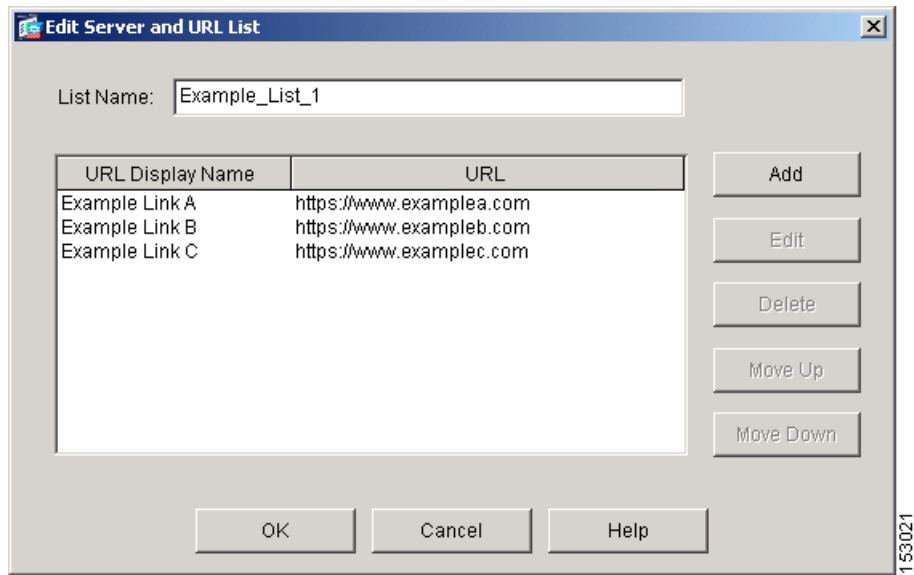 Edit Server and URL List
List Name: Example_List_1
URL Display Name URL
Example Link A https://www.examplea.com
Example Link B https://www.exampleb.com
Example Link C https://www.examplec.com
Add
Edit
Delete
Move Up
Move Down
OK Cancel Help
153021